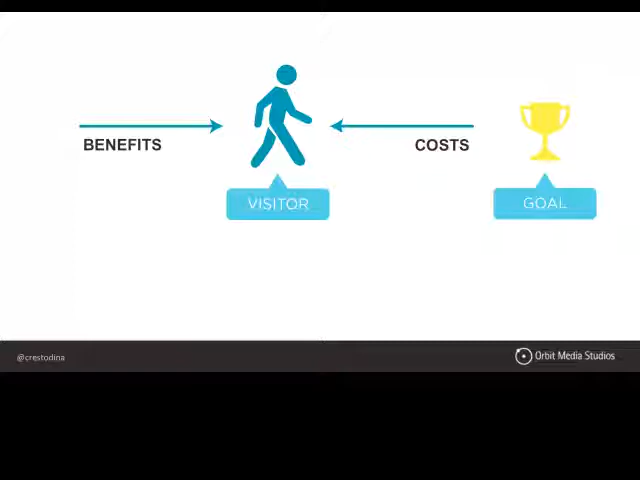 BENEFITS
COSTS
VISITOR
GOAL
@crestodina
Orbit Media Studios